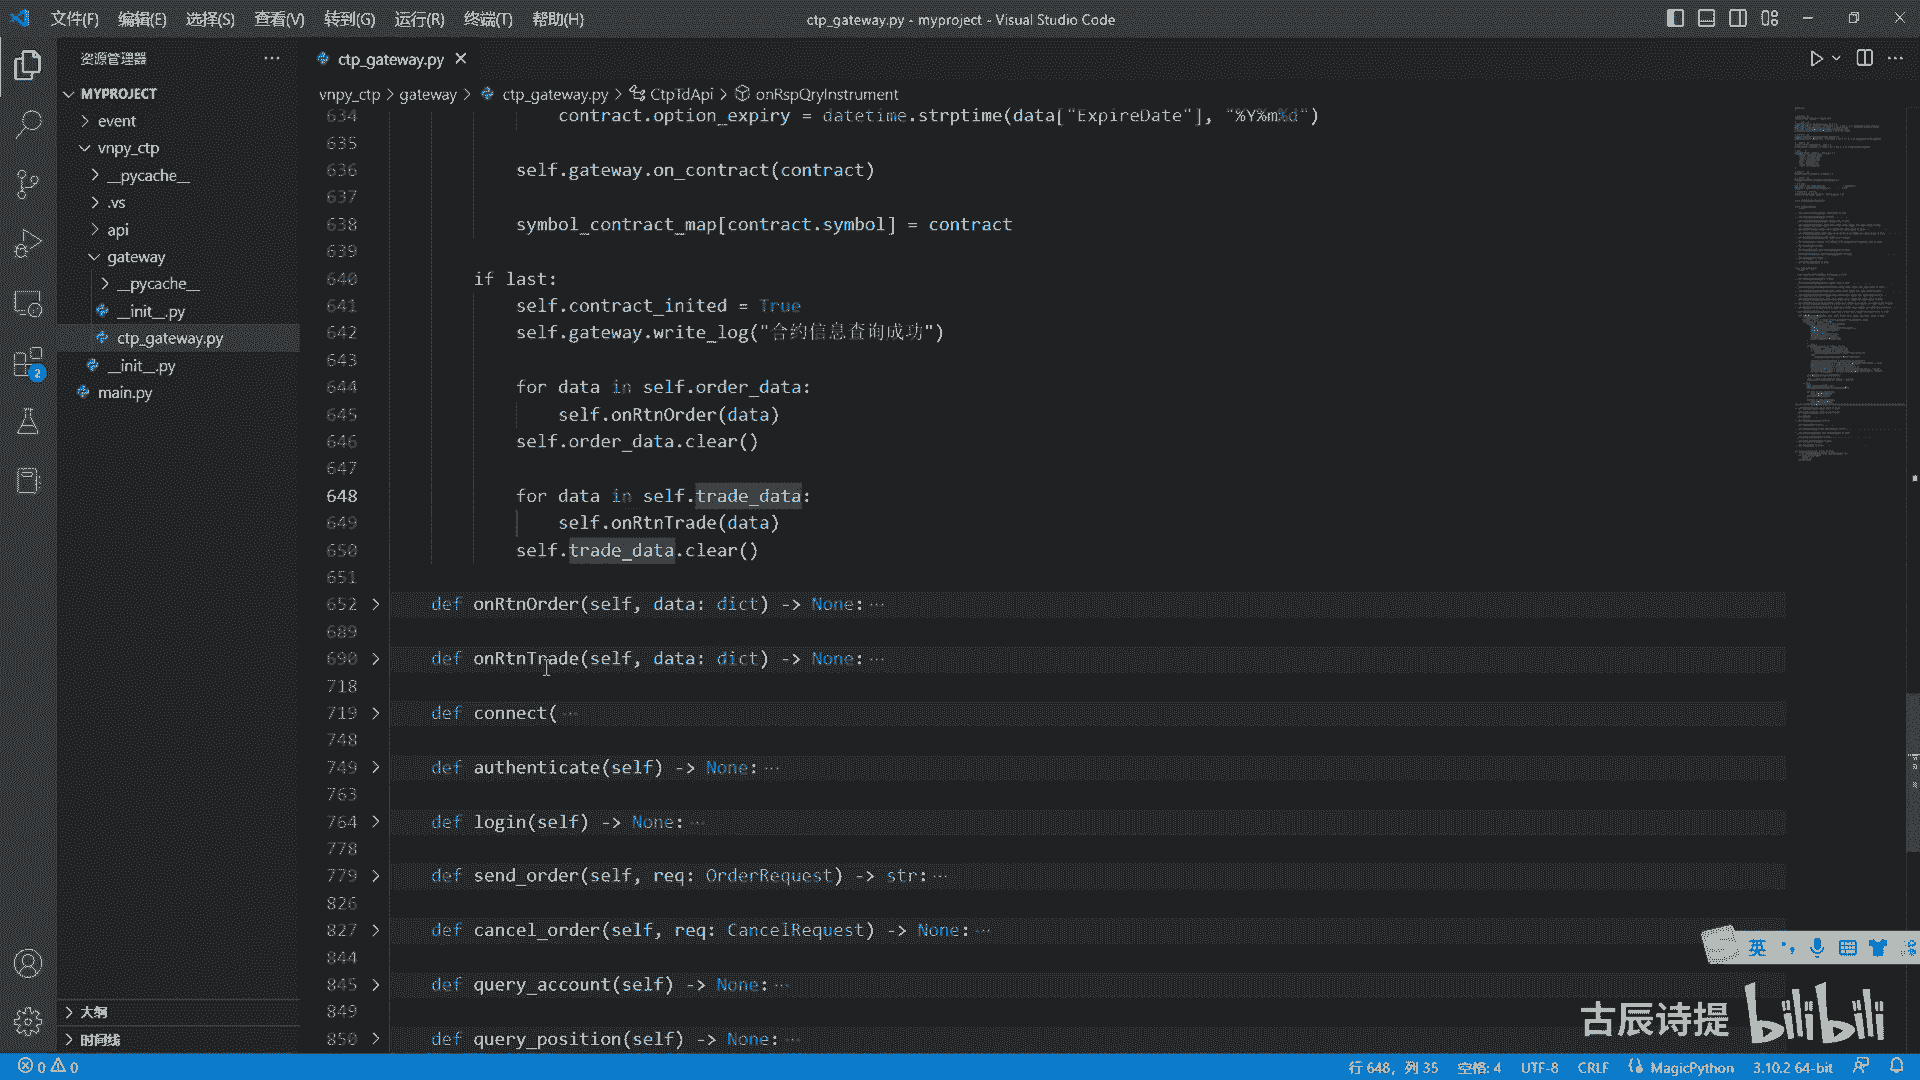 文件(F) 编辑(E) 选择(S) 查看(V) 转到(G) 运行(R) 终端(T) 帮助(H) ctp_gateway.py - myproject - Visual Studio Code
资源管理器
MYPROJECT
event
vnpy_ctp
__pycache__
.vs
api
gateway
__pycache__
__init__.py
ctp_gateway.py
__init__.py
main.py
大纲
时间线
2
ctp_gateway.py
vnpy_ctp > gateway > ctp_gateway.py > CtpTdApi > onRspQryInstrument
634 contract.option_expiry = datetime.strptime(data["ExpireDate"], "%Y%m%d")
635
636 self.gateway.on_contract(contract)
637
638 symbol_contract_map[contract.symbol] = contract
639
640 if last:
641 self.contract_inited = True
642 self.gateway.write_log("合约信息查询成功")
643
644 for data in self.order_data:
645 self.onRtnOrder(data)
646 self.order_data.clear()
647
648 for data in self.trade_data:
649 self.onRtnTrade(data)
650 self.trade_data.clear()
651
652 def onRtnOrder(self, data: dict) -> None:···
689
690 def onRtnTrade(self, data: dict) -> None:···
718
719 def connect(···
748
749 def authenticate(self) -> None:···
763
764 def login(self) -> None:···
778
779 def send_order(self, req: OrderRequest) -> str:···
826
827 def cancel_order(self, req: CancelRequest) -> None:···
844
845 def query_account(self) -> None:···
849
850 def query_position(self) -> None:···
英
古辰诗提 bilibili
0 0 行 648, 列 35 空格: 4 UTF-8 CRLF MagicPython 3.10.2 64-bit